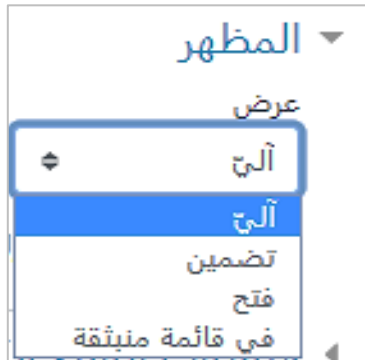 المظهر
عرض
آليّ
آليّ
تضمين
فتح
في قائمة منبثقة